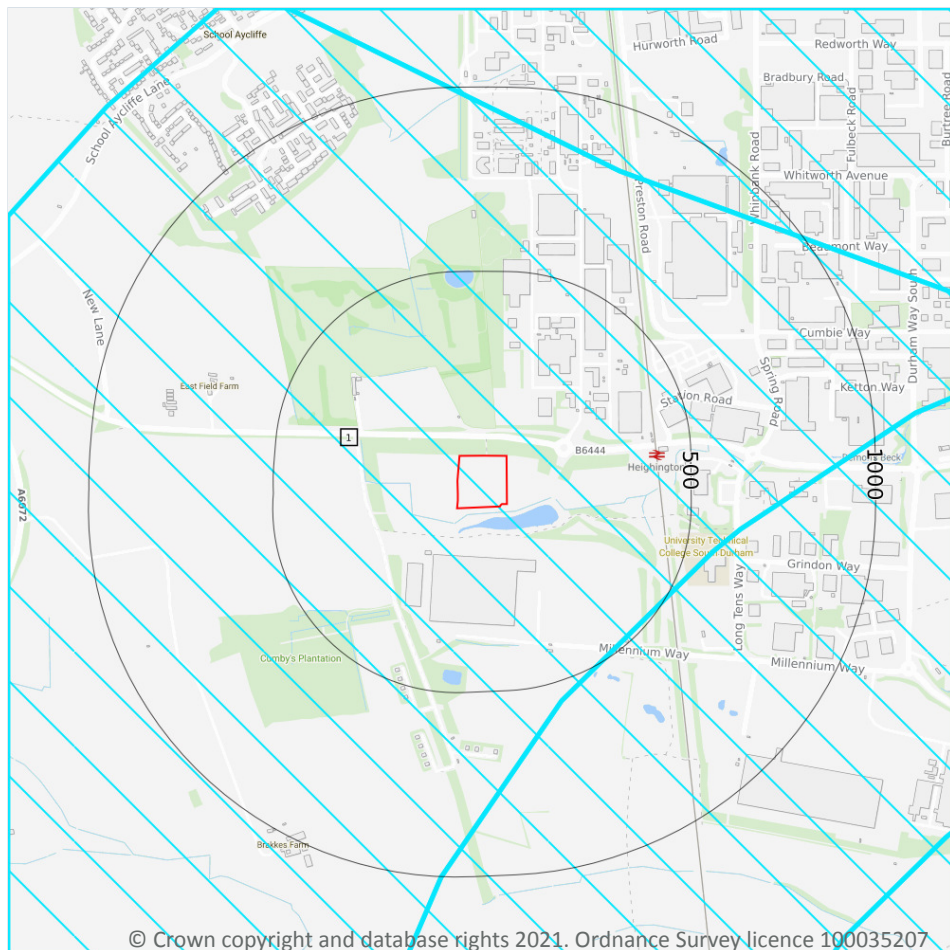 School Aycliffe
Hurworth Road
Redworth Way
Bradbury Road
School Aycliffe Lane
Fulbeck Road
Burtree Road
Whinbank Road
Whitworth Avenue
Preston Road
Beaumont Way
New Lane
Durham Way South
Cumbie Way
Spring Road
East Field Farm
Ketton Way
Station Road
1
B6444
Heighington
500
1000
Demons Beck
A6072
University Technical
College South Durham
Grindon Way
Long Tens Way
Cumby's Plantation
Millennium Way
Millennium Way
Brakkes Farm
© Crown copyright and database rights 2021. Ordnance Survey licence 100035207